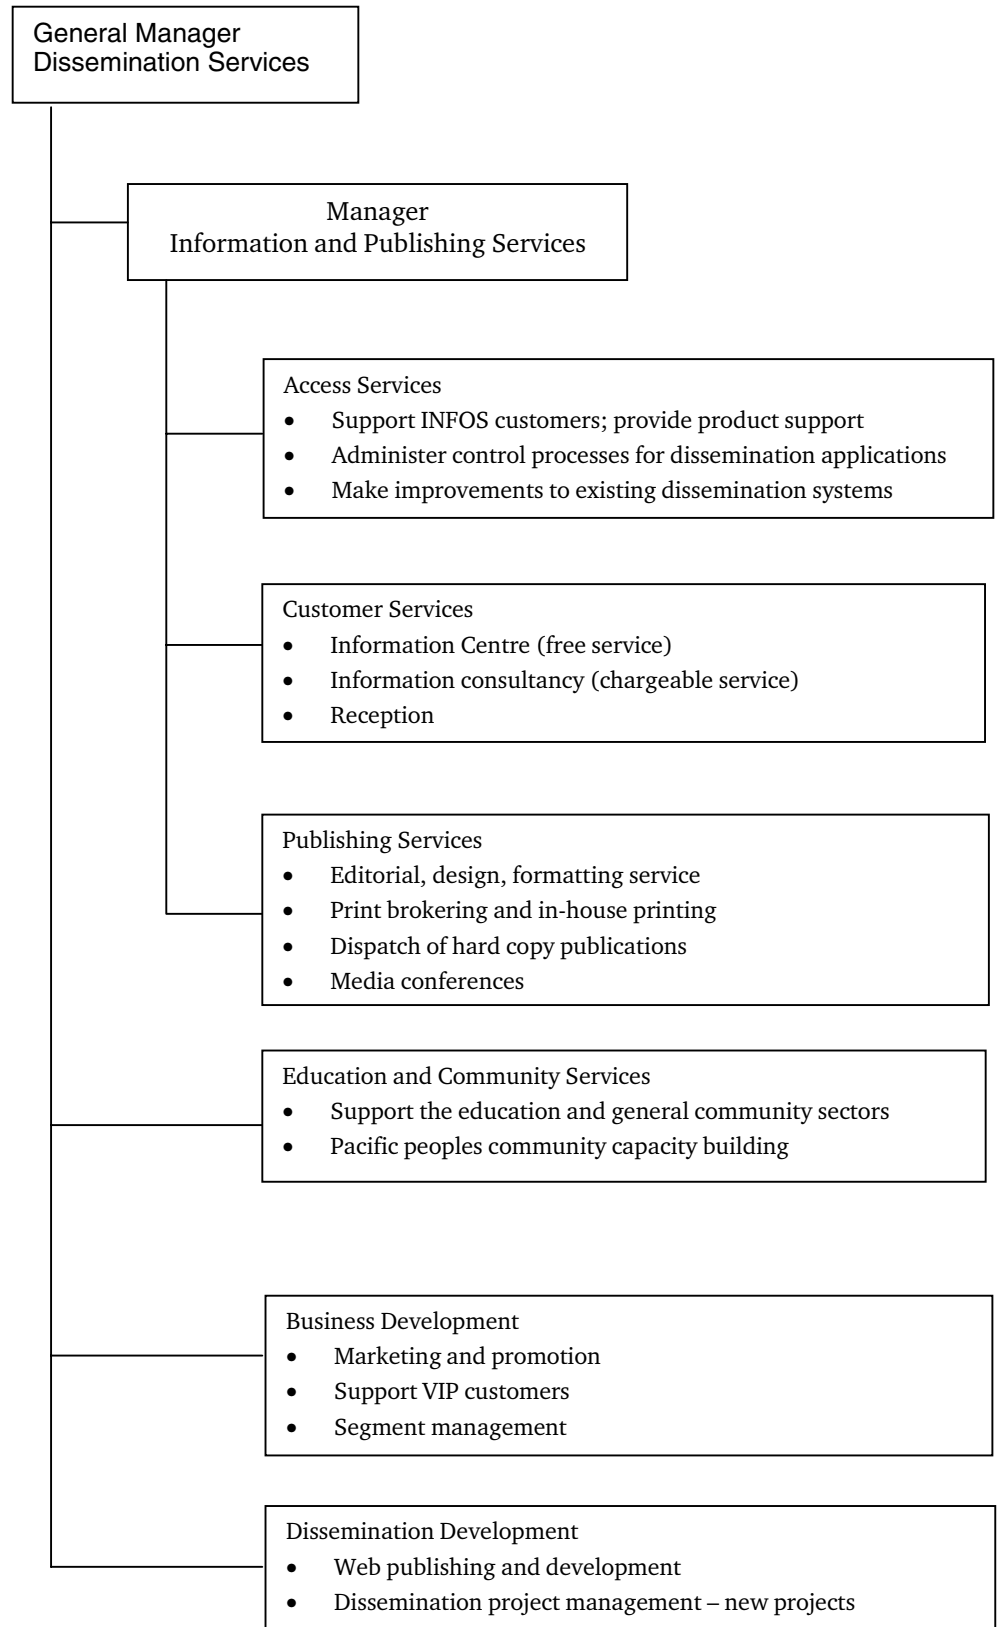 General Manager
Dissemination Services
Manager
Information and Publishing Services
Access Services
• Support INFOS customers; provide product support
• Administer control processes for dissemination applications
• Make improvements to existing dissemination systems
Customer Services
• Information Centre (free service)
• Information consultancy (chargeable service)
• Reception
Publishing Services
• Editorial, design, formatting service
• Print brokering and in-house printing
• Dispatch of hard copy publications
• Media conferences
Education and Community Services
• Support the education and general community sectors
• Pacific peoples community capacity building
Business Development
• Marketing and promotion
• Support VIP customers
• Segment management
Dissemination Development
• Web publishing and development
• Dissemination project management – new projects